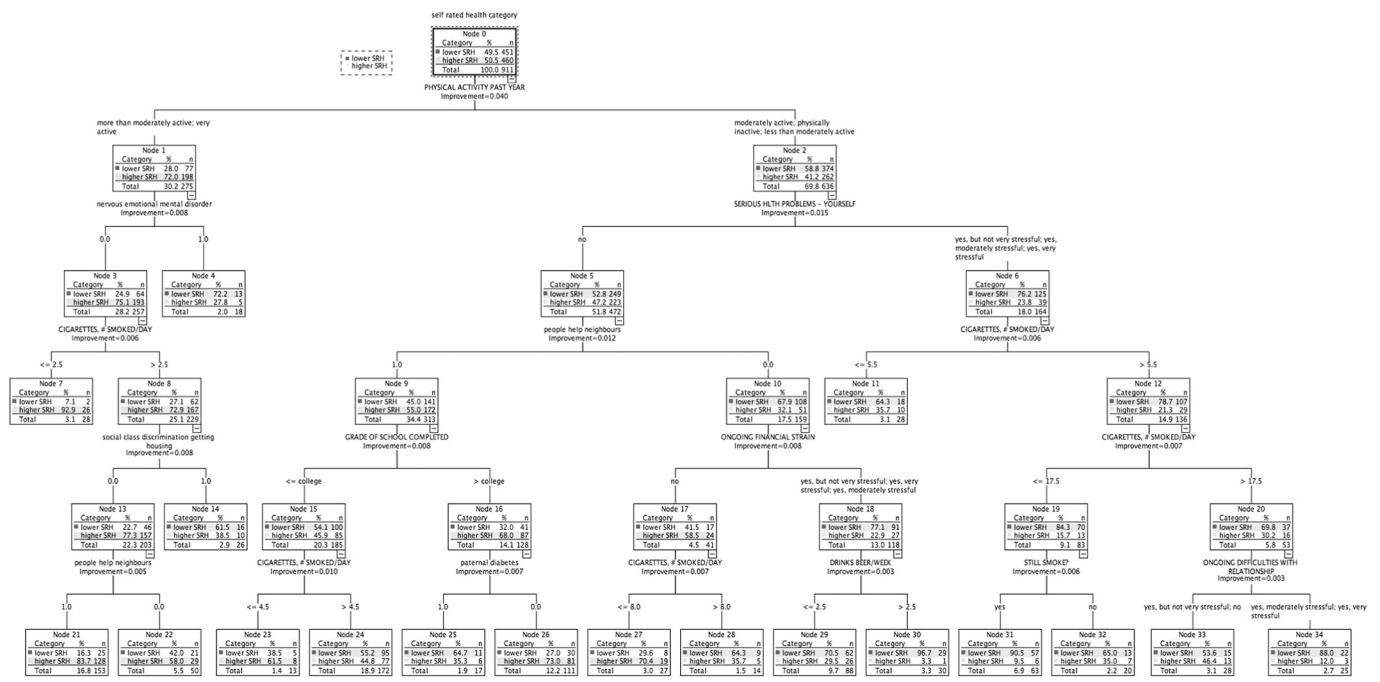 self rated health category
Node 0
Category % n
lower SRH 49.5 451
higher SRH 50.5 460
Total 100.0 911
lower SRH
higher SRH
PHYSICAL ACTIVITY PAST YEAR
Improvement=0.040
more than moderately active; very
active
moderately active; physically
inactive; less than moderately active
Node 1
Category % n
lower SRH 28.0 77
higher SRH 72.0 198
Total 30.2 275
nervous emotional mental disorder
Improvement=0.008
Node 2
Category % n
lower SRH 58.8 374
higher SRH 41.2 262
Total 69.8 636
SERIOUS HLTH PROBLEMS - YOURSELF
Improvement=0.015
0.0
1.0
no
yes, but not very stressful; yes,
moderately stressful; yes, very
stressful
Node 3
Category % n
lower SRH 24.9 64
higher SRH 75.1 193
Total 28.2 257
CIGARETTES, # SMOKED/DAY
Improvement=0.006
Node 4
Category % n
lower SRH 72.2 13
higher SRH 27.8 5
Total 2.0 18
Node 5
Category % n
lower SRH 52.8 249
higher SRH 47.2 223
Total 51.8 472
people help neighbours
Improvement=0.012
Node 6
Category % n
lower SRH 76.2 125
higher SRH 23.8 39
Total 18.0 164
CIGARETTES, # SMOKED/DAY
Improvement=0.006
<= 2.5
> 2.5
1.0
0.0
<= 5.5
> 5.5
Node 7
Category % n
lower SRH 7.1 2
higher SRH 92.9 26
Total 3.1 28
Node 8
Category % n
lower SRH 27.1 62
higher SRH 72.9 167
Total 25.1 229
social class discrimination getting
housing
Improvement=0.008
Node 9
Category % n
lower SRH 45.0 141
higher SRH 55.0 172
Total 34.4 313
GRADE OF SCHOOL COMPLETED
Improvement=0.008
Node 10
Category % n
lower SRH 67.9 108
higher SRH 32.1 51
Total 17.5 159
ONGOING FINANCIAL STRAIN
Improvement=0.008
Node 11
Category % n
lower SRH 64.3 18
higher SRH 35.7 10
Total 3.1 28
Node 12
Category % n
lower SRH 78.7 107
higher SRH 21.3 29
Total 14.9 136
CIGARETTES, # SMOKED/DAY
Improvement=0.007
0.0
1.0
<= college
> college
no
yes, but not very stressful; yes, very
stressful; yes, moderately stressful
<= 17.5
> 17.5
Node 13
Category % n
lower SRH 22.7 46
higher SRH 77.3 157
Total 22.3 203
people help neighbours
Improvement=0.005
Node 14
Category % n
lower SRH 61.5 16
higher SRH 38.5 10
Total 2.9 26
Node 15
Category % n
lower SRH 54.1 100
higher SRH 45.9 85
Total 20.3 185
CIGARETTES, # SMOKED/DAY
Improvement=0.010
Node 16
Category % n
lower SRH 32.0 41
higher SRH 68.0 87
Total 14.1 128
paternal diabetes
Improvement=0.007
Node 17
Category % n
lower SRH 41.5 17
higher SRH 58.5 24
Total 4.5 41
CIGARETTES, # SMOKED/DAY
Improvement=0.007
Node 18
Category % n
lower SRH 77.1 91
higher SRH 22.9 27
Total 13.0 118
DRINKS BEER/WEEK
Improvement=0.003
Node 19
Category % n
lower SRH 84.3 70
higher SRH 15.7 13
Total 9.1 83
STILL SMOKE?
Improvement=0.006
Node 20
Category % n
lower SRH 69.8 37
higher SRH 30.2 16
Total 5.8 53
ONGOING DIFFICULTIES WITH
RELATIONSHIP
Improvement=0.003
1.0
0.0
<= 4.5
> 4.5
1.0
0.0
<= 8.0
> 8.0
<= 2.5
> 2.5
yes
no
yes, but not very stressful; no
yes, moderately stressful; yes, very
stressful
Node 21
Category % n
lower SRH 16.3 25
higher SRH 83.7 128
Total 16.8 153
Node 22
Category % n
lower SRH 42.0 21
higher SRH 58.0 29
Total 5.5 50
Node 23
Category % n
lower SRH 38.5 5
higher SRH 61.5 8
Total 1.4 13
Node 24
Category % n
lower SRH 55.2 95
higher SRH 44.8 77
Total 18.9 172
Node 25
Category % n
lower SRH 64.7 11
higher SRH 35.3 6
Total 1.9 17
Node 26
Category % n
lower SRH 27.0 30
higher SRH 73.0 81
Total 12.2 111
Node 27
Category % n
lower SRH 29.6 8
higher SRH 70.4 19
Total 3.0 27
Node 28
Category % n
lower SRH 64.3 9
higher SRH 35.7 5
Total 1.5 14
Node 29
Category % n
lower SRH 70.5 62
higher SRH 29.5 26
Total 9.7 88
Node 30
Category % n
lower SRH 96.7 29
higher SRH 3.3 1
Total 3.3 30
Node 31
Category % n
lower SRH 90.5 57
higher SRH 9.5 6
Total 6.9 63
Node 32
Category % n
lower SRH 65.0 13
higher SRH 35.0 7
Total 2.2 20
Node 33
Category % n
lower SRH 53.6 15
higher SRH 46.4 13
Total 3.1 28
Node 34
Category % n
lower SRH 88.0 22
higher SRH 12.0 3
Total 2.7 25